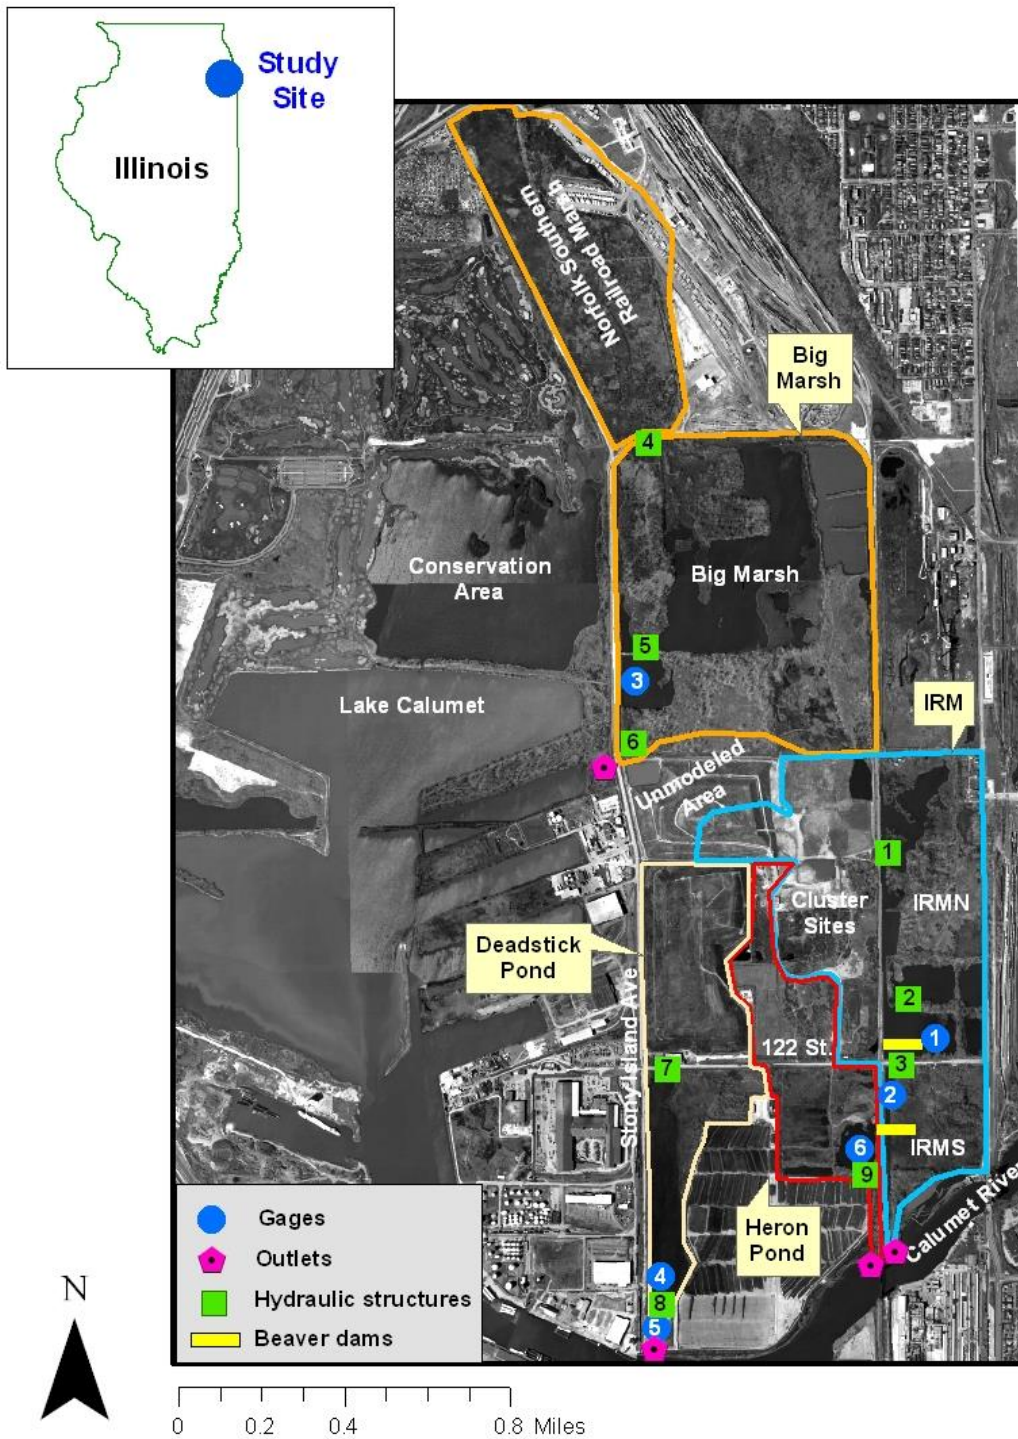 Study
Site
Illinois
Norfolk Southern
Railroad Marsh
Big
Marsh
4
Conservation
Area
Big Marsh
5
3
Lake Calumet
IRM
6
Unmodeled
Area
1
Cluster
Sites
IRMN
Deadstick
Pond
Stony Island Ave
2
122 St.
1
3
7
2
6
IRMS
9
Heron
Pond
Calumet River
4
8
5
Gages
Outlets
Hydraulic structures
Beaver dams
N
0 0.2 0.4 0.8 Miles